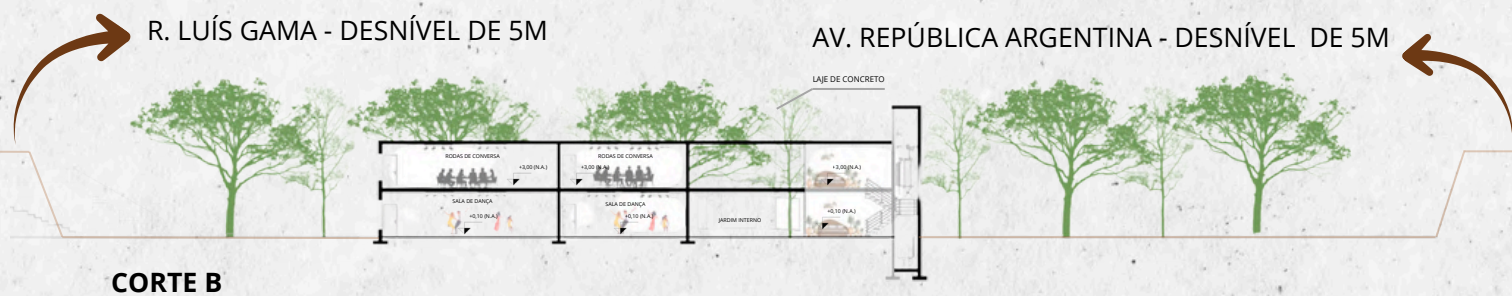 R. LUÍS GAMA - DESNÍVEL DE 5M
AV. REPÚBLICA ARGENTINA - DESNÍVEL DE 5M
LAJE DE CONCRETO
RODAS DE CONVERSA
RODAS DE CONVERSA
+3,00 (N.A.)
+3,00 (N.A.)
+3,00 (N.A.)
SALA DE DANÇA
SALA DE DANÇA
+0,10 (N.A.)
+0,10 (N.A.)
+0,10 (N.A.)
JARDIM INTERNO
CORTE B